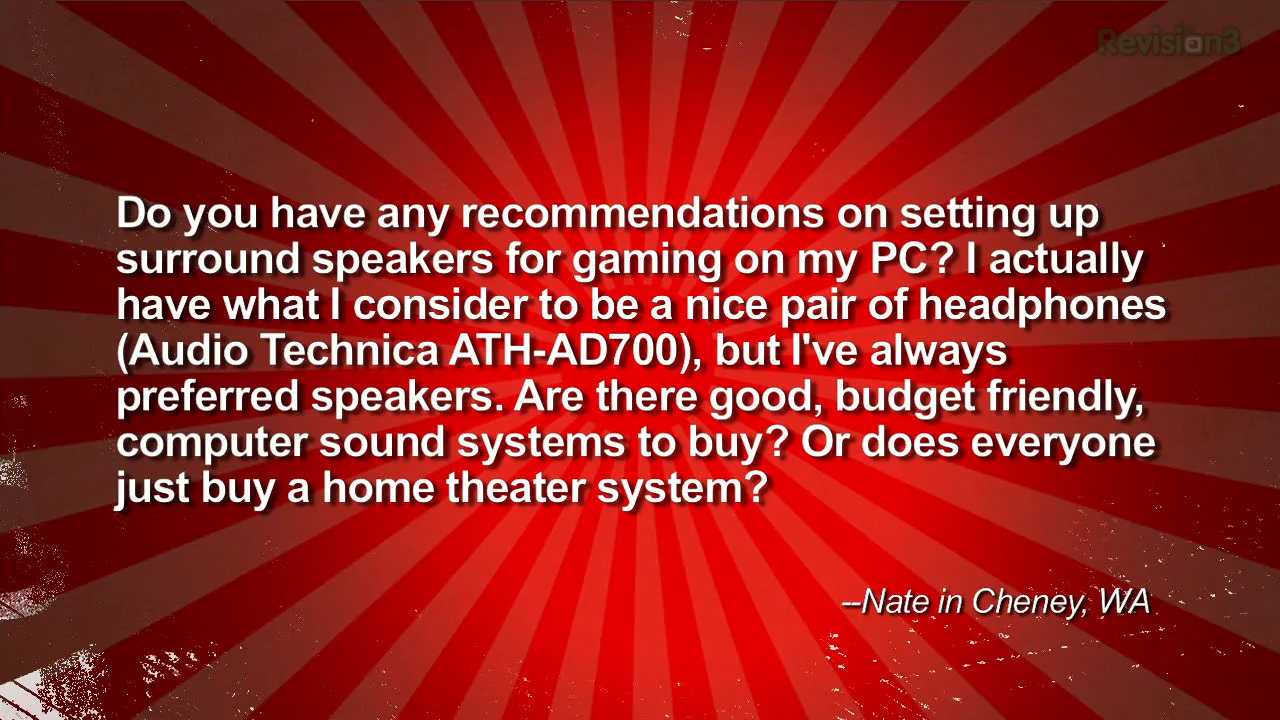 Revision3
Do you have any recommendations on setting up
surround speakers for gaming on my PC? I actually
have what I consider to be a nice pair of headphones
(Audio Technica ATH-AD700), but I've always
preferred speakers. Are there good, budget friendly,
computer sound systems to buy? Or does everyone
just buy a home theater system?
--Nate in Cheney, WA